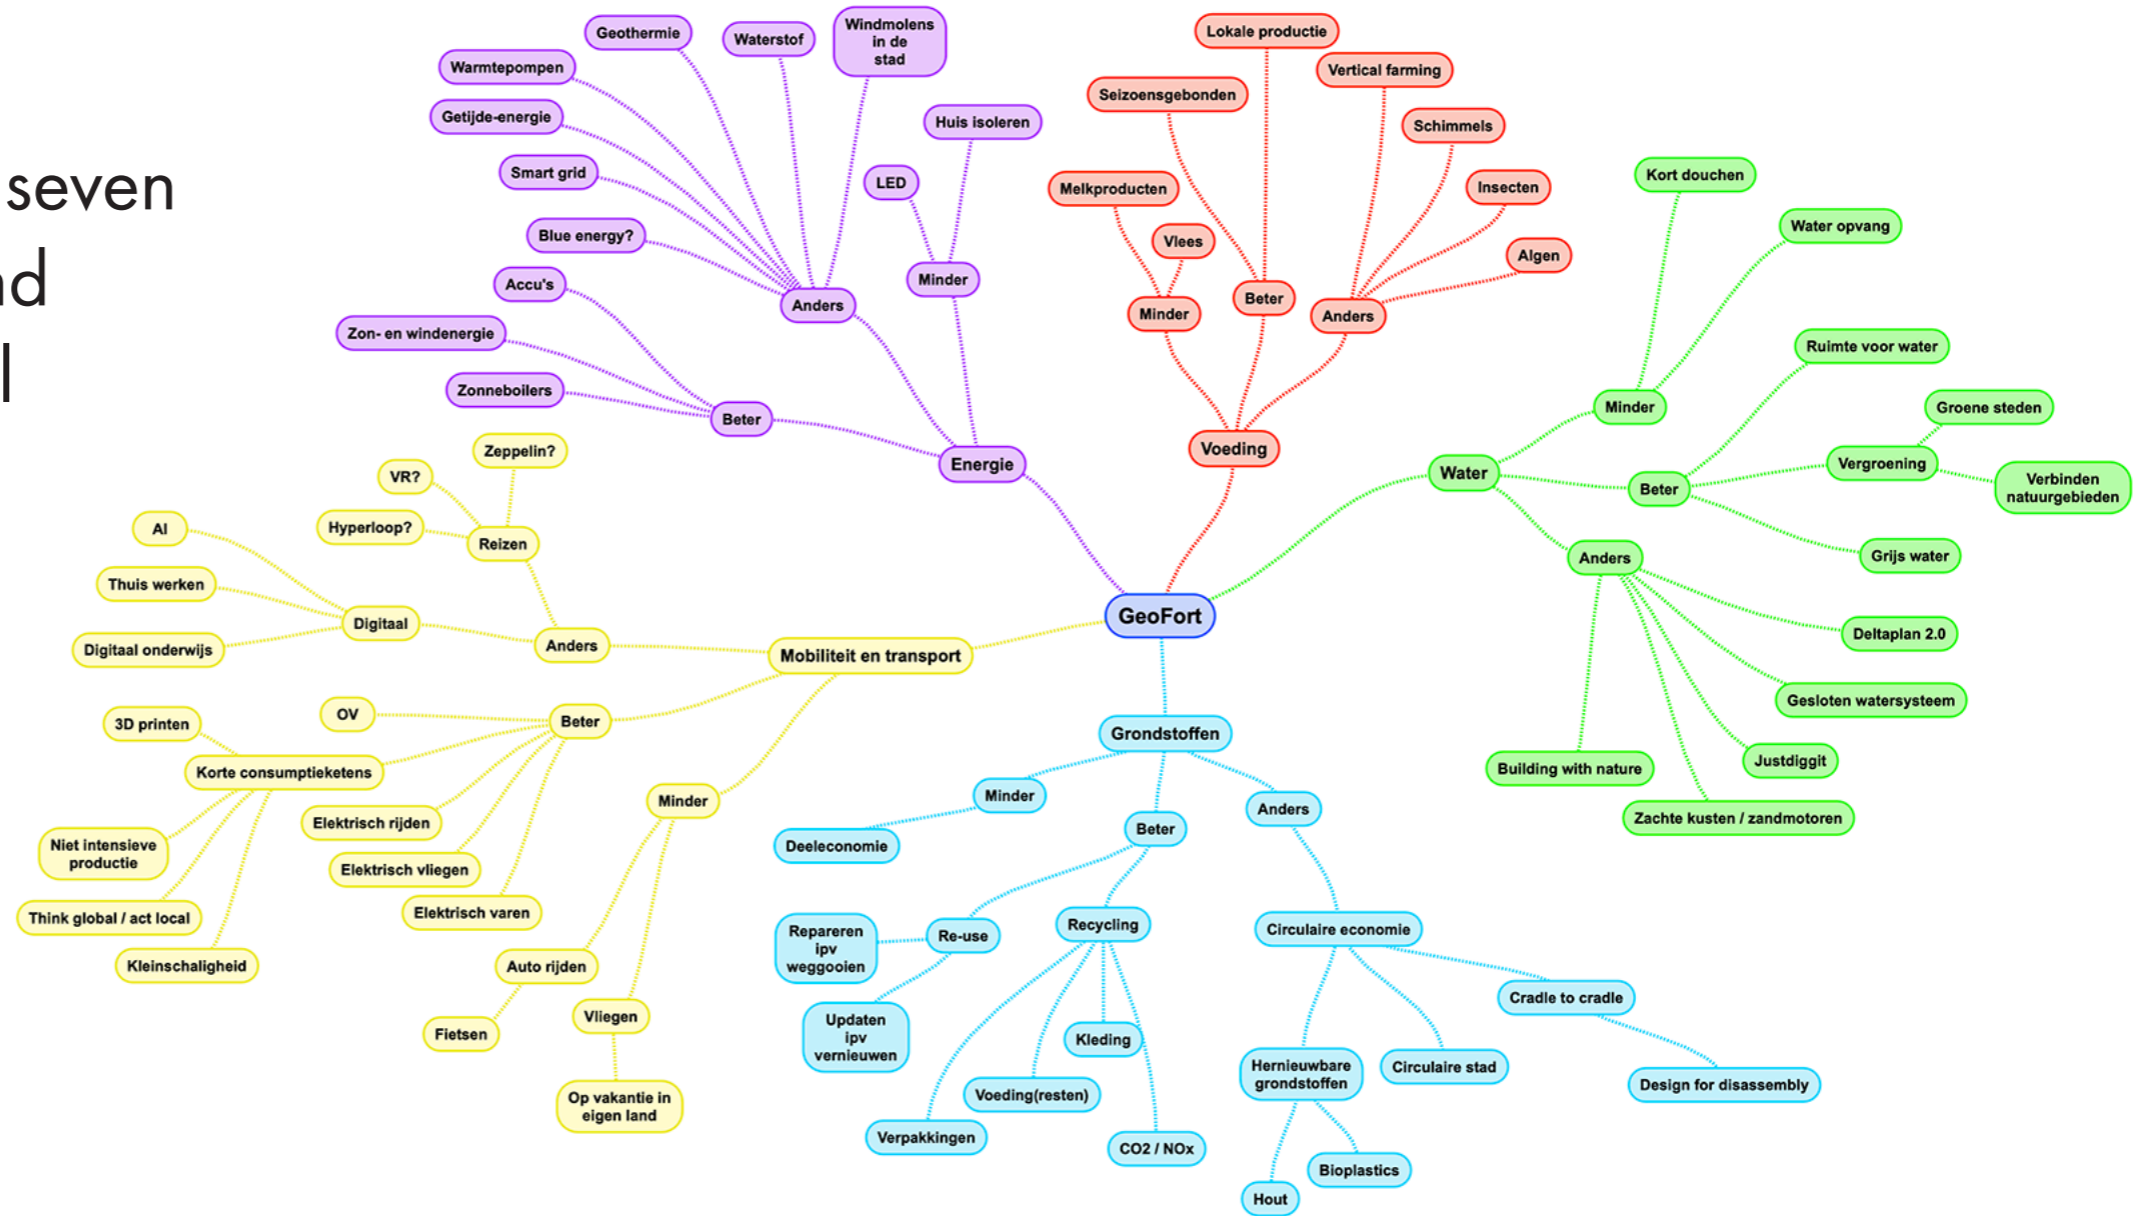 seven
nd
l
Geothermie
Waterstof
Windmolens
in de
stad
Warmtepompen
Getijde-energie
Smart grid
Blue energy?
Huis isoleren
LED
Minder
Anders
Accu's
Zon- en windenergie
Zonneboilers
Beter
Energie
Lokale productie
Vertical farming
Seizoensgebonden
Schimmels
Melkproducten
Insecten
Vlees
Algen
Minder
Beter
Anders
Voeding
Kort douchen
Water opvang
Ruimte voor water
Minder
Groene steden
Water
Vergroening
Beter
Verbinden
natuurgebieden
Anders
Grijs water
Deltaplan 2.0
Gesloten watersysteem
Justdiggit
Building with nature
Zachte kusten / zandmotoren
GeoFort
Zeppelin?
VR?
Hyperloop?
Reizen
AI
Thuis werken
Digitaal
Digitaal onderwijs
Anders
Mobiliteit en transport
OV
Beter
3D printen
Korte consumptieketens
Elektrisch rijden
Niet intensieve
productie
Elektrisch vliegen
Elektrisch varen
Think global / act local
Kleinschaligheid
Minder
Auto rijden
Vliegen
Fietsen
Op vakantie in
eigen land
Grondstoffen
Minder
Deeleconomie
Beter
Anders
Re-use
Repareren
ipv
weggooien
Updaten
ipv
vernieuwen
Recycling
Kleding
Voeding(resten)
Verpakkingen
CO2 / NOx
Circulaire economie
Cradle to cradle
Hernieuwbare
grondstoffen
Circulaire stad
Design for disassembly
Bioplastics
Hout